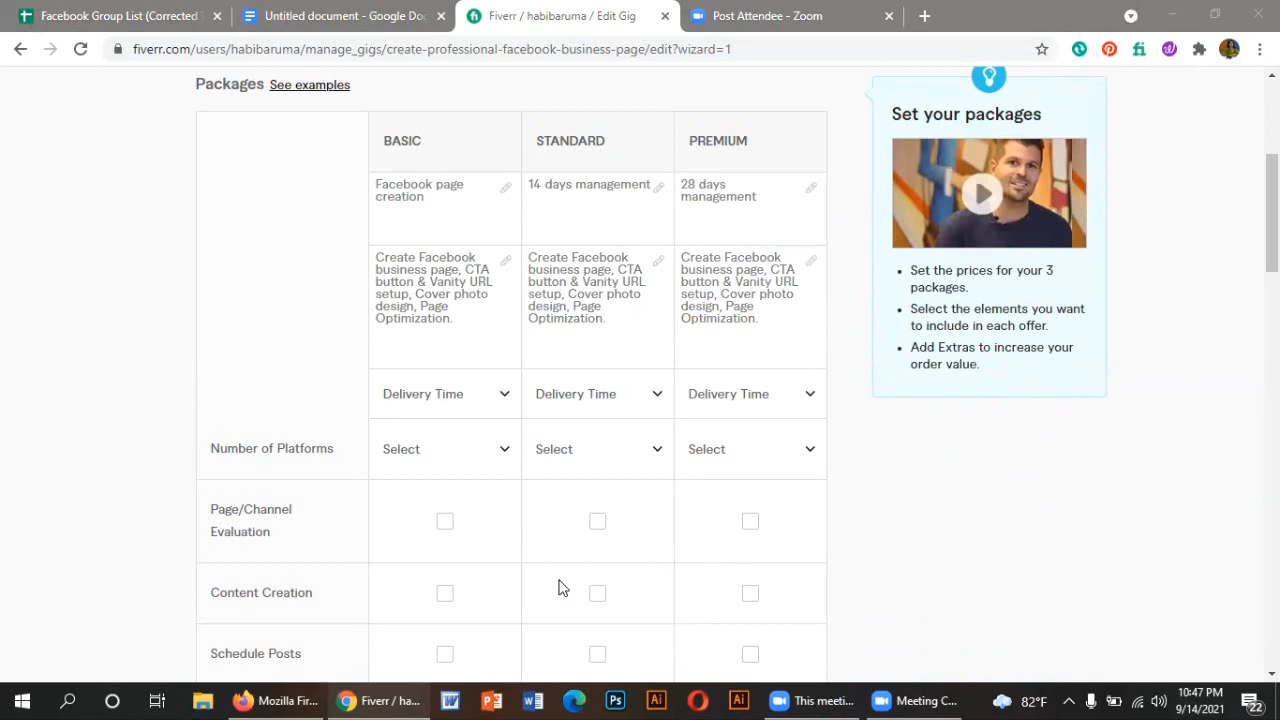 Facebook Group List (Corrected
Untitled document - Google Do
Fiverr / habibaruma / Edit Gig
Post Attendee - Zoom
fiverr.com/users/habibaruma/manage_gigs/create-professional-facebook-business-page/edit?wizard=1
Packages See examples
BASIC
STANDARD
PREMIUM
Facebook page
creation
14 days management
28 days
management
Create Facebook
business page, CTA
button & Vanity URL
setup, Cover photo
design, Page
Optimization.
Create Facebook
business page, CTA
button & Vanity URL
setup, Cover photo
design, Page
Optimization.
Create Facebook
business page, CTA
button & Vanity URL
setup, Cover photo
design, Page
Optimization.
Delivery Time
Delivery Time
Delivery Time
Number of Platforms
Select
Select
Select
Page/Channel
Evaluation
Content Creation
Schedule Posts
Set your packages
Set the prices for your 3
packages.
Select the elements you want
to include in each offer.
Add Extras to increase your
order value.
Mozilla Fir...
Fiverr / ha...
This meeti...
Meeting C...
82°F
10:47 PM
9/14/2021
22